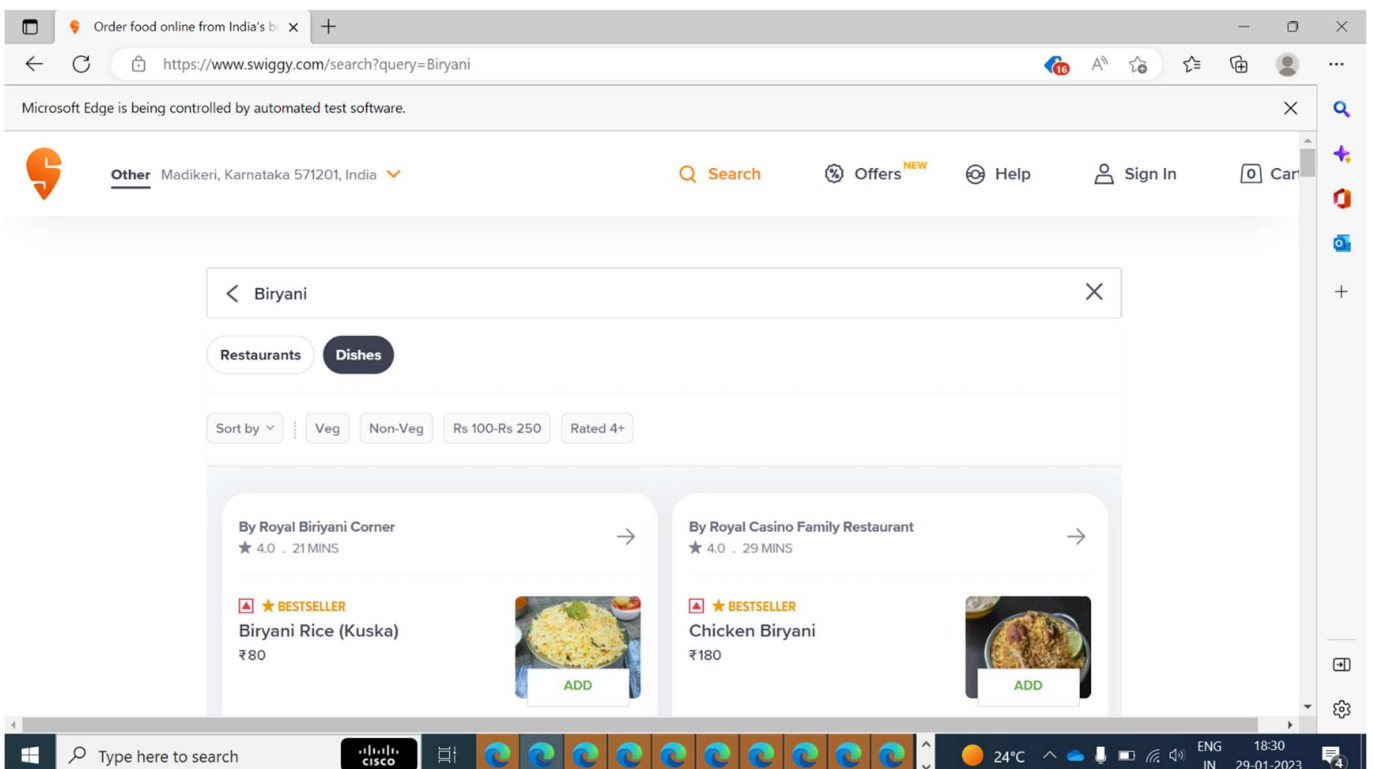 Order food online from India's b
https://www.swiggy.com/search?query=Biryani
16
Microsoft Edge is being controlled by automated test software.
Other Madikeri, Karnataka 571201, India
Search
Offers NEW
Help
Sign In
0 Cart
Biryani
Restaurants Dishes
Sort by Veg Non-Veg Rs 100-Rs 250 Rated 4+
By Royal Biriyani Corner
★ 4.0 . 21 MINS
★ BESTSELLER
Biryani Rice (Kuska)
₹80
ADD
By Royal Casino Family Restaurant
★ 4.0 . 29 MINS
★ BESTSELLER
Chicken Biryani
₹180
ADD
Type here to search
CISCO
24°C
ENG
IN
18:30
29-01-2023
4